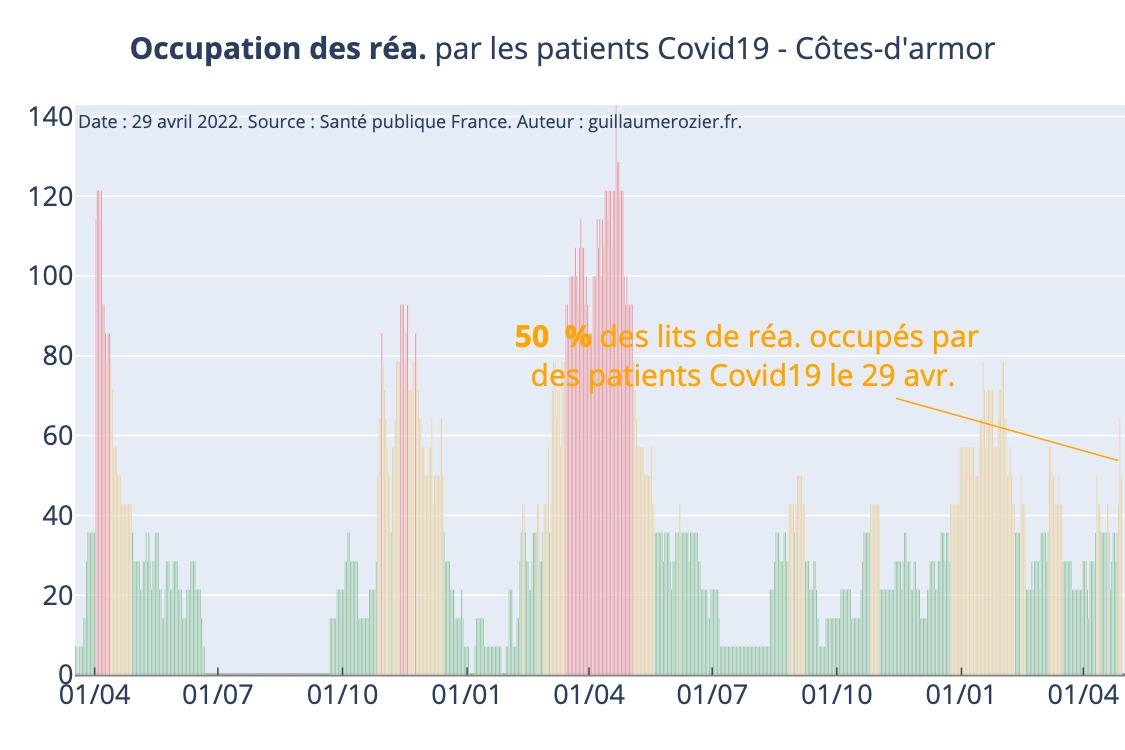 Occupation des réa. par les patients Covid19 - Côtes-d'armor
140
Date : 29 avril 2022. Source : Santé publique France. Auteur : guillaumerozier.fr.
120
100
80
60
40
20
0
50 % des lits de réa. occupés par
des patients Covid19 le 29 avr.
01/04 01/07 01/10 01/01 01/04 01/07 01/10 01/01 01/04